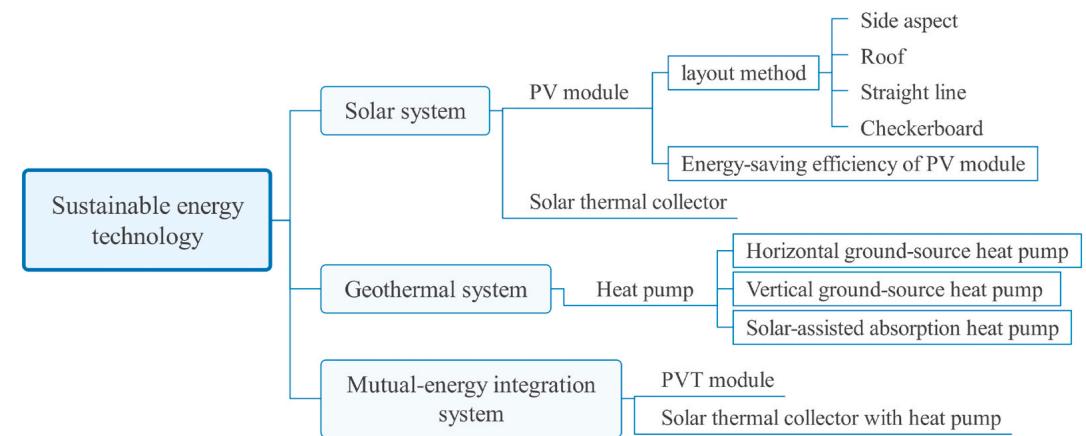 Sustainable energy
technology
Solar system
PV module
layout method
Side aspect
Roof
Straight line
Checkerboard
Energy-saving efficiency of PV module
Solar thermal collector
Geothermal system
Heat pump
Horizontal ground-source heat pump
Vertical ground-source heat pump
Solar-assisted absorption heat pump
Mutual-energy integration
system
PVT module
Solar thermal collector with heat pump